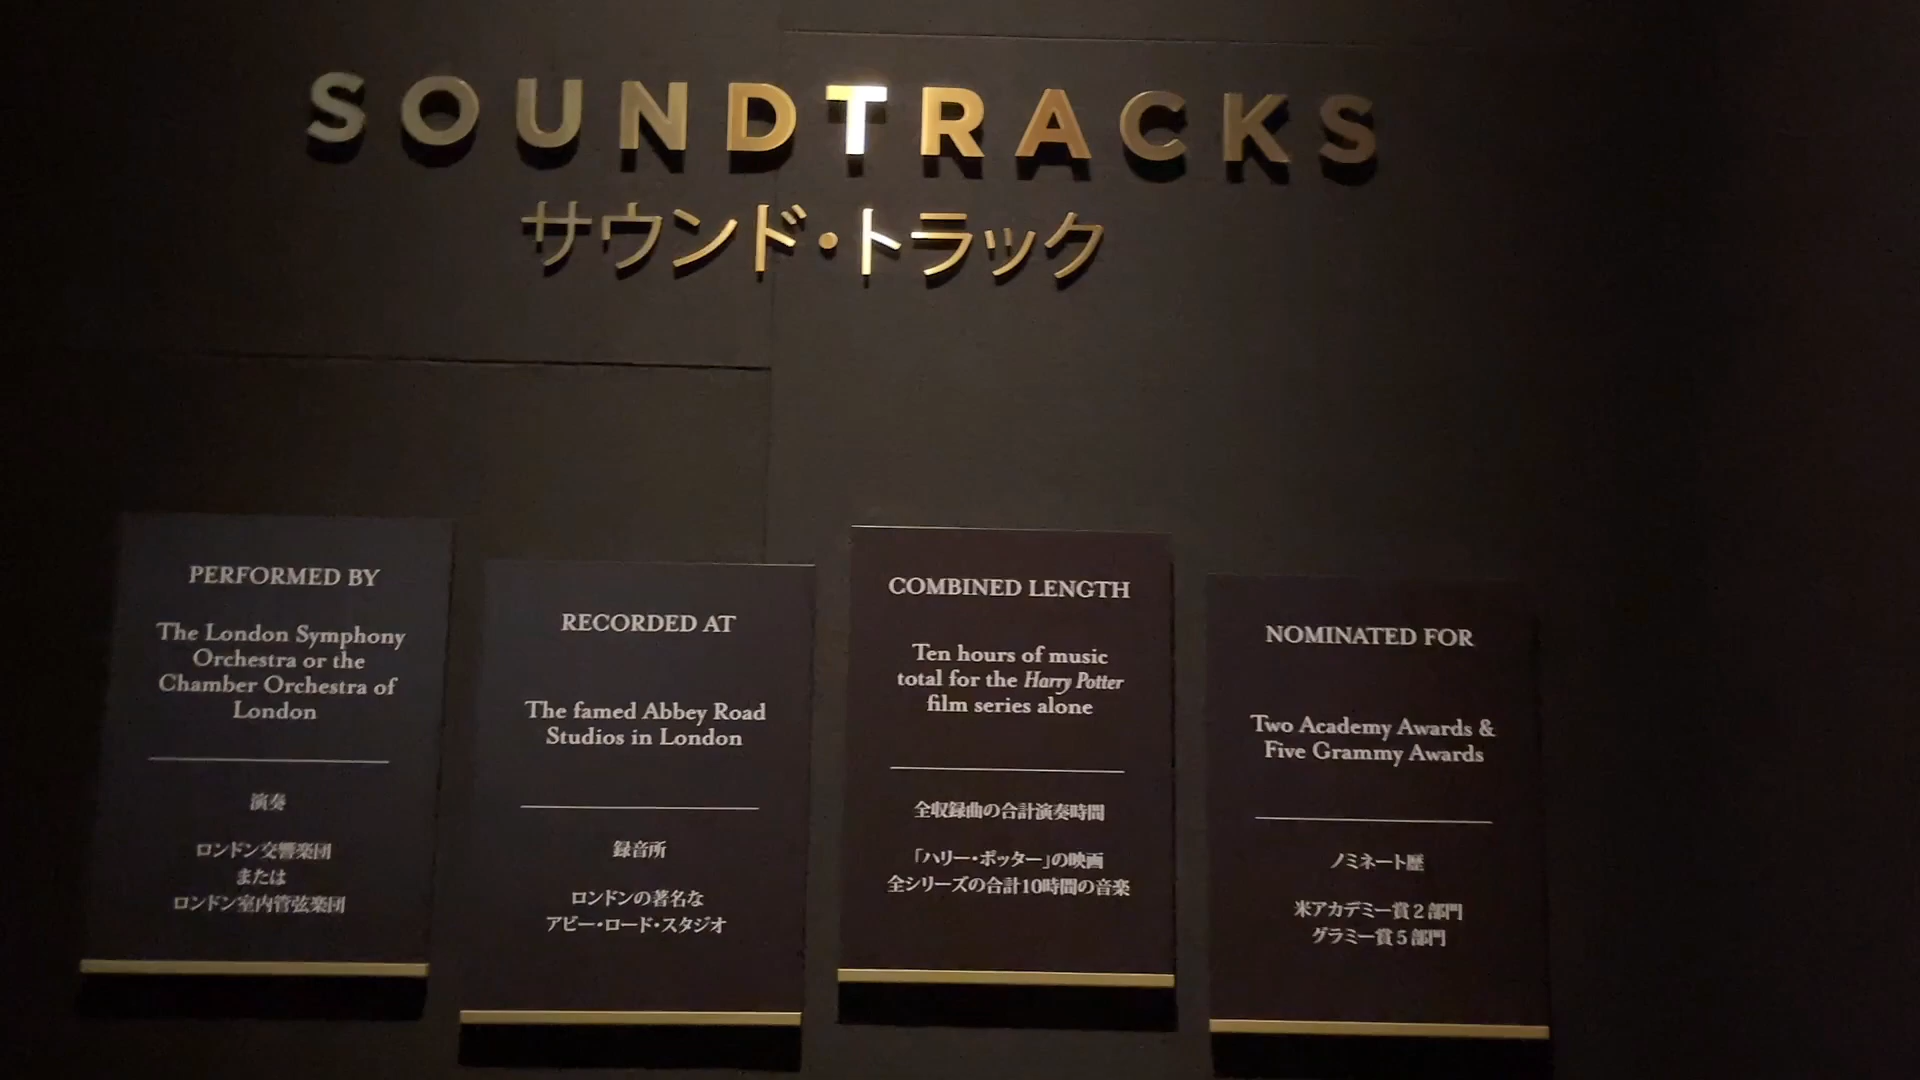 SOUNDTRACKS
サウンド・トラック
PERFORMED BY
The London Symphony
Orchestra or the
Chamber Orchestra of
London
演奏
ロンドン交響楽団
または
ロンドン室内管弦楽団
RECORDED AT
The famed Abbey Road
Studios in London
録音所
ロンドンの著名な
アビー・ロード・スタジオ
COMBINED LENGTH
Ten hours of music
total for the Harry Potter
film series alone
全収録曲の合計演奏時間
「ハリー・ポッター」の映画
全シリーズの合計10時間の音楽
NOMINATED FOR
Two Academy Awards &
Five Grammy Awards
ノミネート歴
米アカデミー賞2部門
グラミー賞5部門